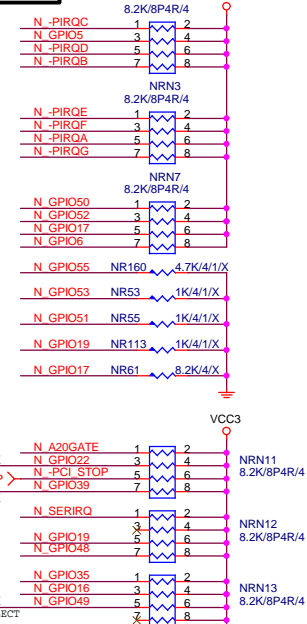 8.2K/8P4R/4
N_-PIRQC 1 2
N_GPIO5 3 4
N_-PIRQD 5 6
N_-PIRQB 7 8
NRN3
8.2K/8P4R/4
N_-PIRQE 1 2
N_-PIRQF 3 4
N_-PIRQA 5 6
N_-PIRQG 7 8
NRN7
8.2K/8P4R/4
N_GPIO50 1 2
N_GPIO52 3 4
N_GPIO17 5 6
N_GPIO6 7 8
N_GPIO55 NR160 4.7K/4/1/X
N_GPIO53 NR53 1K/4/1/X
N_GPIO51 NR55 1K/4/1/X
N_GPIO19 NR113 1K/4/1/X
N_GPIO17 NR61 8.2K/4/X
VCC3
N_A20GATE 1 2
N_GPIO22 3 4 NRN11
N_-PCI_STOP 5 6 8.2K/8P4R/4
N_GPIO39 7 8
N_SERIRQ 1 2
3 4 NRN12
N_GPIO19 5 6 8.2K/8P4R/4
N_GPIO48 7 8
N_GPIO35 1 2
N_GPIO16 3 4 NRN13
N_GPIO49 5 6 8.2K/8P4R/4
ECT 7 8